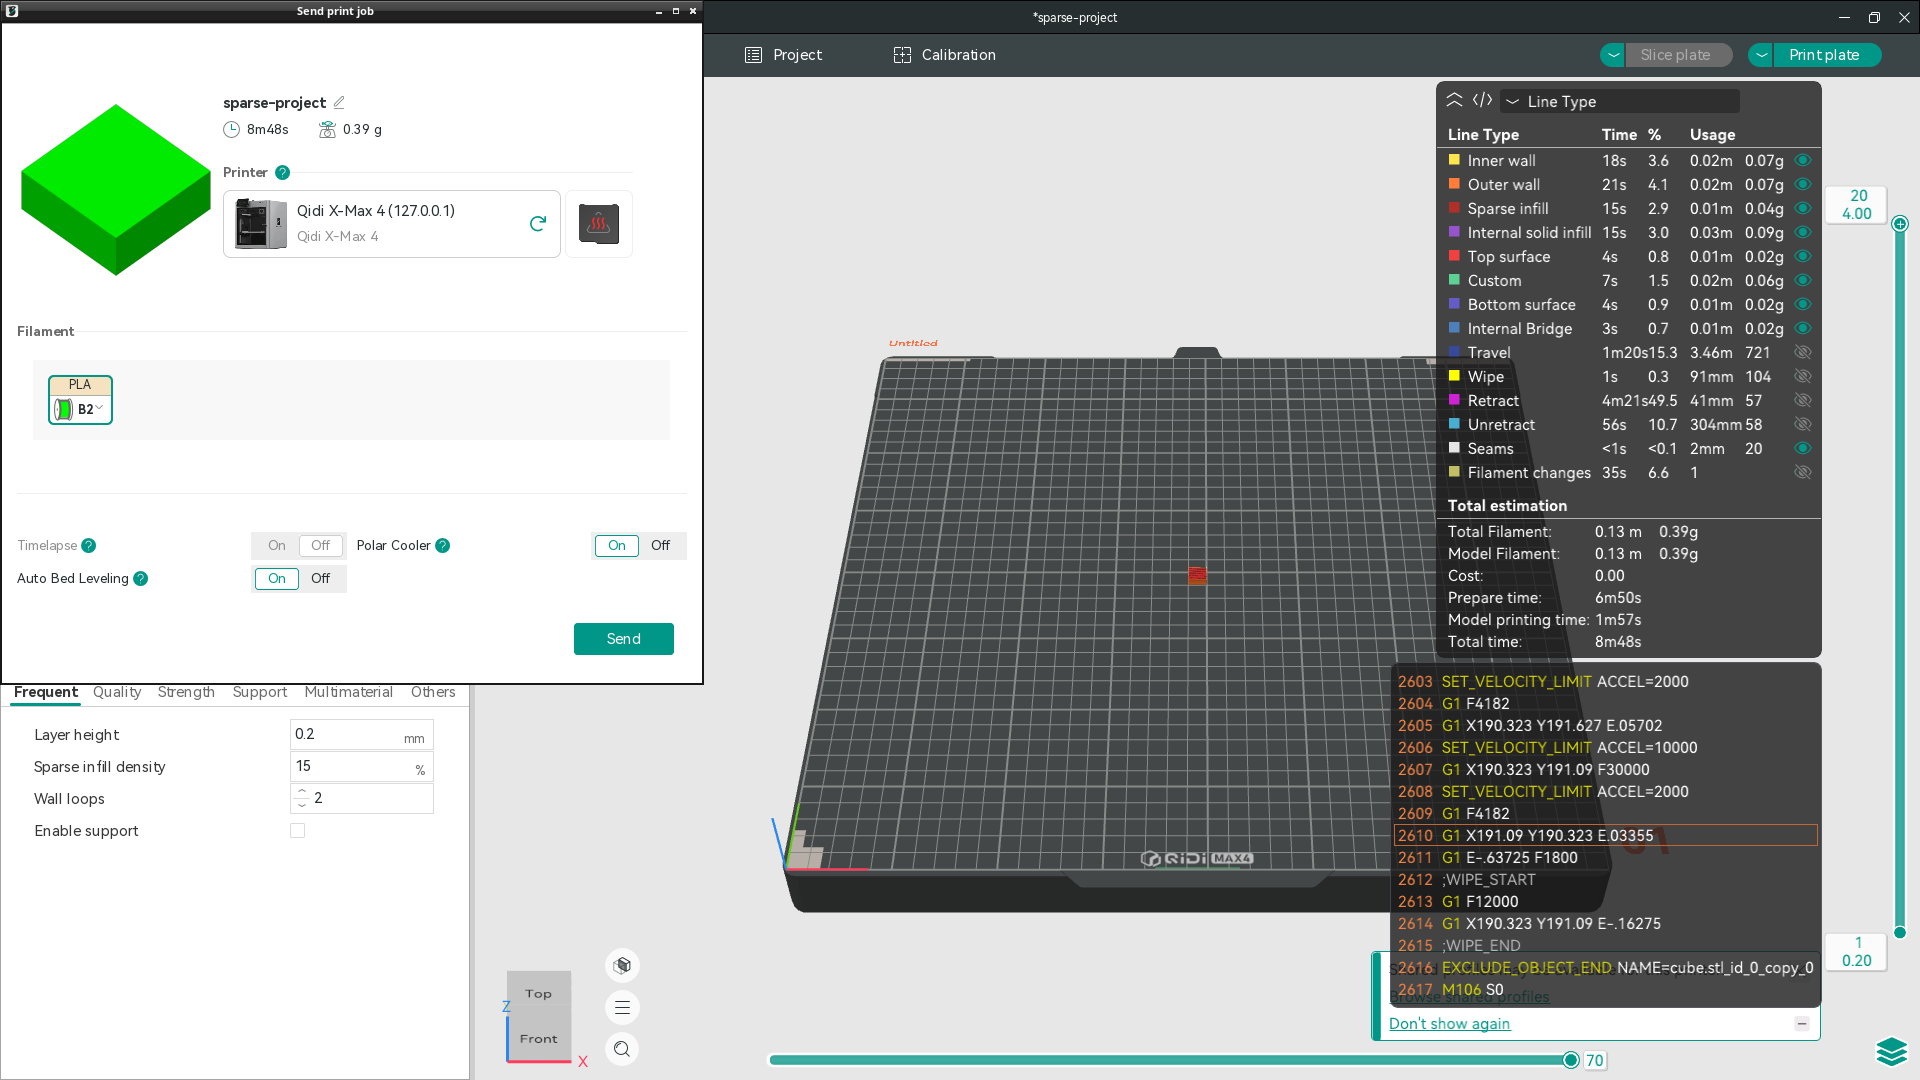 Send print job
*sparse-project
Project
Calibration
Slice plate
Print plate
sparse-project
8m48s
0.39 g
Printer ?
Qidi X-Max 4 (127.0.0.1)
Qidi X-Max 4
Filament
PLA
B2
Timelapse ?
On Off
Polar Cooler ?
On Off
Auto Bed Leveling ?
On Off
Send
Frequent Quality Strength Support Multimaterial Others
Layer height 0.2 mm
Sparse infill density 15 %
Wall loops 2
Enable support
Untitled
QIDI MAX4
01
Top
Front
Z
X
Line Type
Line Type Time % Usage
Inner wall 18s 3.6 0.02m 0.07g
Outer wall 21s 4.1 0.02m 0.07g
Sparse infill 15s 2.9 0.01m 0.04g
Internal solid infill 15s 3.0 0.03m 0.09g
Top surface 4s 0.8 0.01m 0.02g
Custom 7s 1.5 0.02m 0.06g
Bottom surface 4s 0.9 0.01m 0.02g
Internal Bridge 3s 0.7 0.01m 0.02g
Travel 1m20s 15.3 3.46m 721
Wipe 1s 0.3 91mm 104
Retract 4m21s 49.5 41mm 57
Unretract 56s 10.7 304mm 58
Seams <1s <0.1 2mm 20
Filament changes 35s 6.6 1
Total estimation
Total Filament: 0.13 m 0.39g
Model Filament: 0.13 m 0.39g
Cost: 0.00
Prepare time: 6m50s
Model printing time: 1m57s
Total time: 8m48s
20
4.00
2603 SET_VELOCITY_LIMIT ACCEL=2000
2604 G1 F4182
2605 G1 X190.323 Y191.627 E.05702
2606 SET_VELOCITY_LIMIT ACCEL=10000
2607 G1 X190.323 Y191.09 F30000
2608 SET_VELOCITY_LIMIT ACCEL=2000
2609 G1 F4182
2610 G1 X191.09 Y190.323 E.03355
2611 G1 E-.63725 F1800
2612 ;WIPE_START
2613 G1 F12000
2614 G1 X190.323 Y191.09 E-.16275
2615 ;WIPE_END
2616 EXCLUDE_OBJECT_END NAME=cube.stl_id_0_copy_0
2617 M106 S0
Browse shared profiles
Don't show again
1
0.20
70